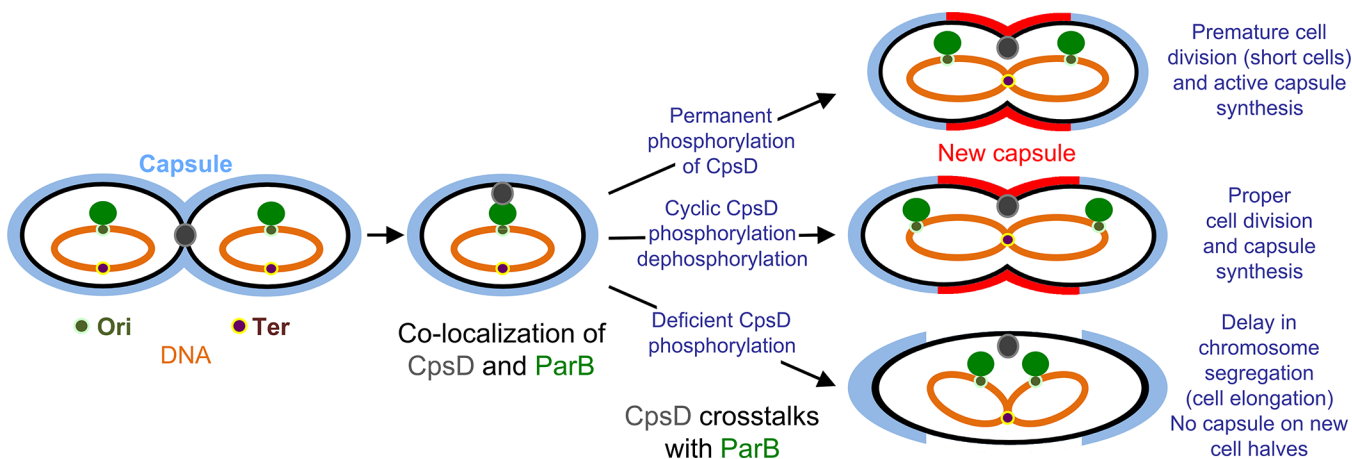 Capsule
Ori
Ter
DNA
Co-localization of
CpsD and ParB
Permanent
phosphorylation
of CpsD
Cyclic CpsD
phosphorylation
dephosphorylation
Deficient CpsD
phosphorylation
CpsD crosstalks
with ParB
New capsule
Premature cell
division (short cells)
and active capsule
synthesis
Proper
cell division
and capsule
synthesis
Delay in
chromosome
segregation
(cell elongation)
No capsule on new
cell halves